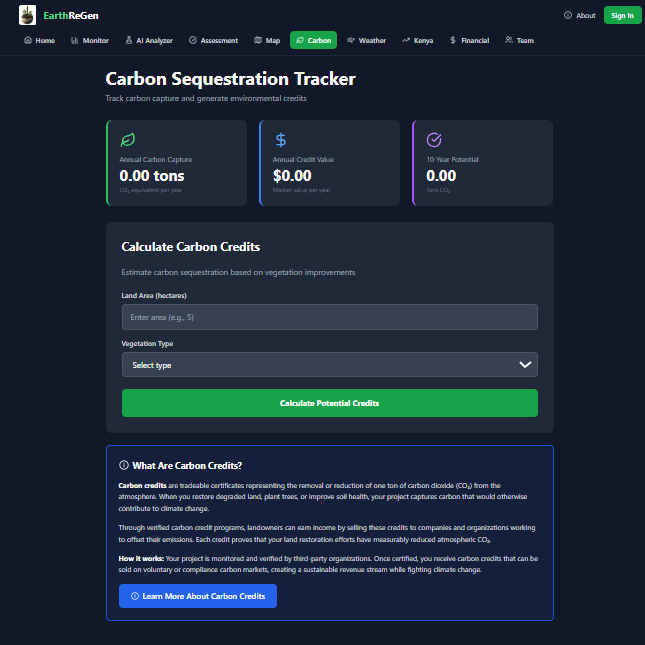 EarthReGen
About
Sign In
Home
Monitor
AI Analyzer
Assessment
Map
Carbon
Weather
Kenya
Financial
Team
Carbon Sequestration Tracker
Track carbon capture and generate environmental credits
Annual Carbon Capture
0.00 tons
CO₂ equivalent per year
Annual Credit Value
$0.00
Market value per year
10-Year Potential
0.00
Tons CO₂
Calculate Carbon Credits
Estimate carbon sequestration based on vegetation improvements
Land Area (hectares)
Enter area (e.g., 5)
Vegetation Type
Select type
Calculate Potential Credits
What Are Carbon Credits?
Carbon credits are tradeable certificates representing the removal or reduction of one ton of carbon dioxide (CO₂) from the
atmosphere. When you restore degraded land, plant trees, or improve soil health, your project captures carbon that would otherwise
contribute to climate change.
Through verified carbon credit programs, landowners can earn income by selling these credits to companies and organizations working
to offset their emissions. Each credit proves that your land restoration efforts have measurably reduced atmospheric CO₂.
How it works: Your project is monitored and verified by third-party organizations. Once certified, you receive carbon credits that can be
sold on voluntary or compliance carbon markets, creating a sustainable revenue stream while fighting climate change.
Learn More About Carbon Credits